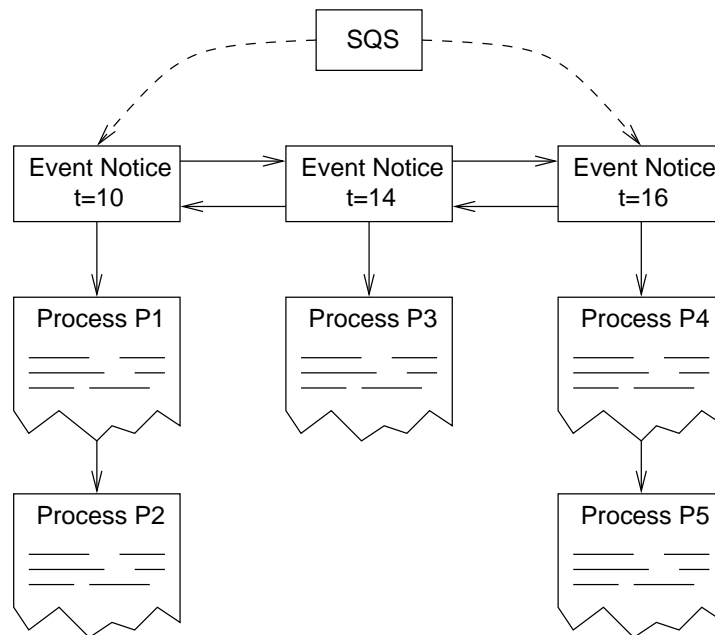 SQS
Event Notice
t=10
Event Notice
t=14
Event Notice
t=16
Process P1
Process P3
Process P4
Process P2
Process P5